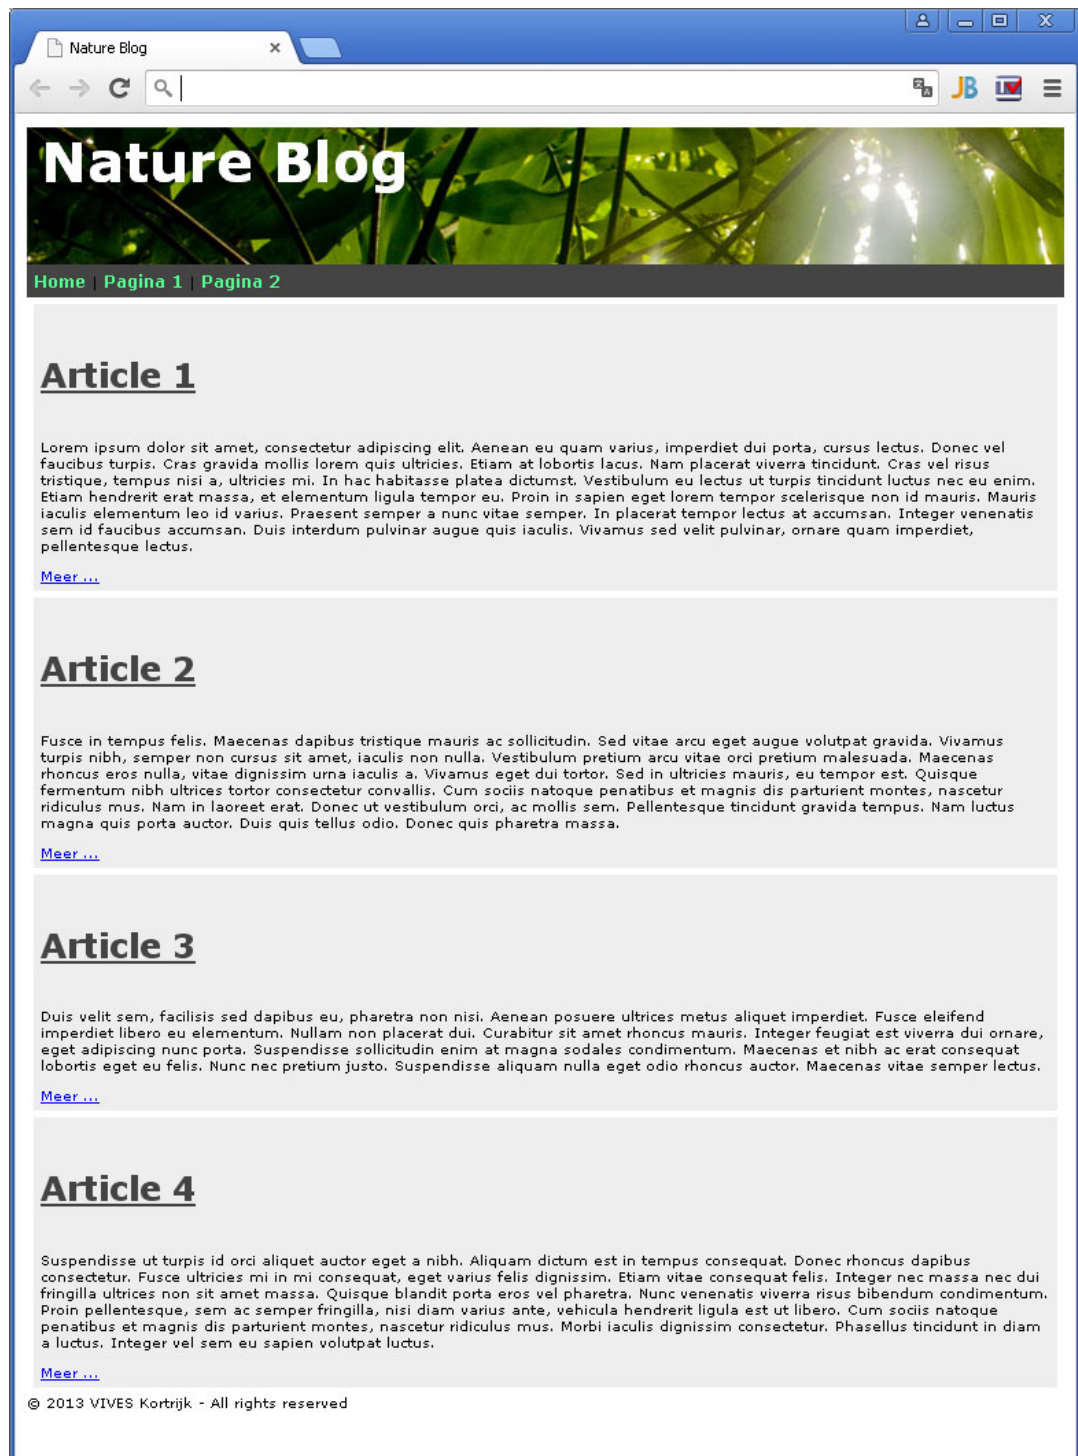 Nature Blog
JB
Nature Blog
Home | Pagina 1 | Pagina 2
Article 1
Lorem ipsum dolor sit amet, consectetur adipiscing elit. Aenean eu quam varius, imperdiet dui porta, cursus lectus. Donec vel
faucibus turpis. Cras gravida mollis lorem quis ultricies. Etiam at lobortis lacus. Nam placerat viverra tincidunt. Cras vel risus
tristique, tempus nisi a, ultricies mi. In hac habitasse platea dictumst. Vestibulum eu lectus ut turpis tincidunt luctus nec eu enim.
Etiam hendrerit erat massa, et elementum ligula tempor eu. Proin in sapien eget lorem tempor scelerisque non id mauris. Mauris
iaculis elementum leo id varius. Praesent semper a nunc vitae semper. In placerat tempor lectus at accumsan. Integer venenatis
sem id faucibus accumsan. Duis interdum pulvinar augue quis iaculis. Vivamus sed velit pulvinar, ornare quam imperdiet,
pellentesque lectus.
Meer ...
Article 2
Fusce in tempus felis. Maecenas dapibus tristique mauris ac sollicitudin. Sed vitae arcu eget augue volutpat gravida. Vivamus
turpis nibh, semper non cursus sit amet, iaculis non nulla. Vestibulum pretium arcu vitae orci pretium malesuada. Maecenas
rhoncus eros nulla, vitae dignissim urna iaculis a. Vivamus eget dui tortor. Sed in ultricies mauris, eu tempor est. Quisque
fermentum nibh ultrices tortor consectetur convallis. Cum sociis natoque penatibus et magnis dis parturient montes, nascetur
ridiculus mus. Nam in laoreet erat. Donec ut vestibulum orci, ac mollis sem. Pellentesque tincidunt gravida tempus. Nam luctus
magna quis porta auctor. Duis quis tellus odio. Donec quis pharetra massa.
Meer ...
Article 3
Duis velit sem, facilisis sed dapibus eu, pharetra non nisi. Aenean posuere ultrices metus aliquet imperdiet. Fusce eleifend
imperdiet libero eu elementum. Nullam non placerat dui. Curabitur sit amet rhoncus mauris. Integer feugiat est viverra dui ornare,
eget adipiscing nunc porta. Suspendisse sollicitudin enim at magna sodales condimentum. Maecenas et nibh ac erat consequat
lobortis eget eu felis. Nunc nec pretium justo. Suspendisse aliquam nulla eget odio rhoncus auctor. Maecenas vitae semper lectus.
Meer ...
Article 4
Suspendisse ut turpis id orci aliquet auctor eget a nibh. Aliquam dictum est in tempus consequat. Donec rhoncus dapibus
consectetur. Fusce ultricies mi in mi consequat, eget varius felis dignissim. Etiam vitae consequat felis. Integer nec massa nec dui
fringilla ultrices non sit amet massa. Quisque blandit porta eros vel pharetra. Nunc venenatis viverra risus bibendum condimentum.
Proin pellentesque, sem ac semper fringilla, nisi diam varius ante, vehicula hendrerit ligula est ut libero. Cum sociis natoque
penatibus et magnis dis parturient montes, nascetur ridiculus mus. Morbi iaculis dignissim consectetur. Phasellus tincidunt in diam
a luctus. Integer vel sem eu sapien volutpat luctus.
Meer ...
© 2013 VIVES Kortrijk - All rights reserved